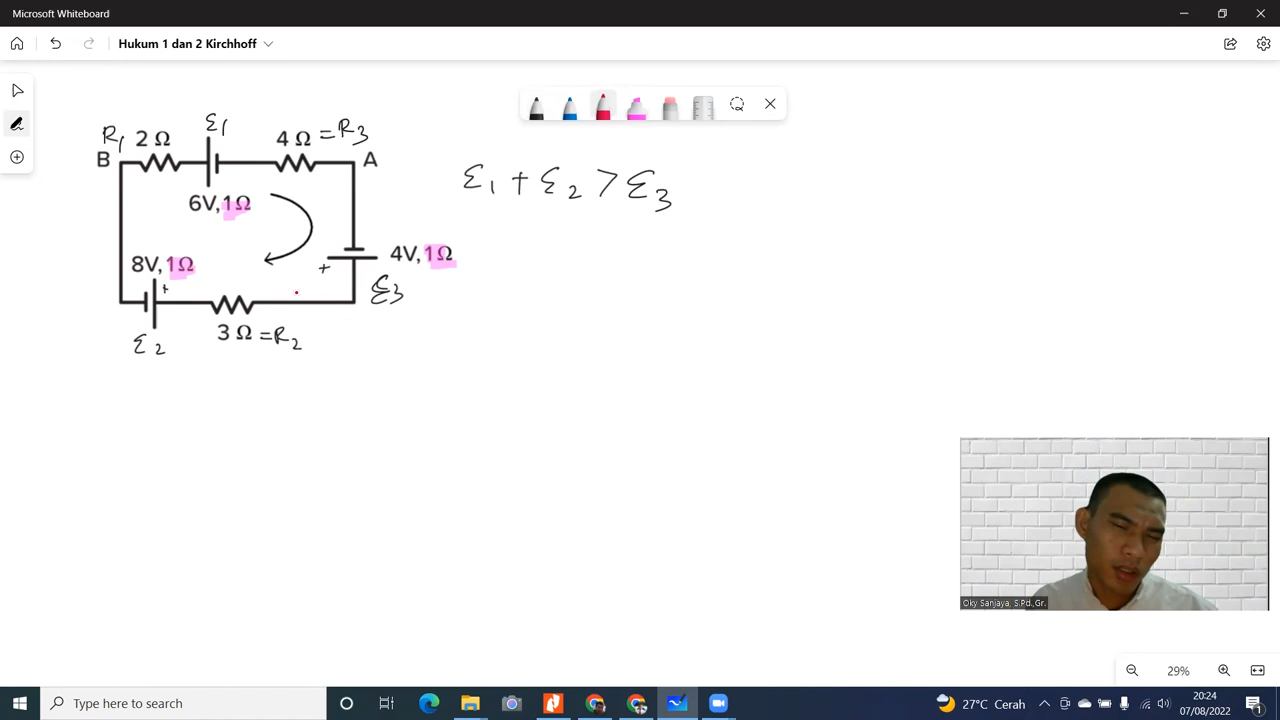 Microsoft Whiteboard
Hukum 1 dan 2 Kirchhoff
R1 2 Ω ε1 4 Ω = R3
B A
6V, 1Ω
ε1 + ε2 > ε3
8V, 1Ω
+
4V, 1Ω
+
ε3
ε2
3 Ω = R2
Oky Sanjaya, S.Pd.,Gr.
29%
Type here to search
27°C Cerah
20:24
07/08/2022
1